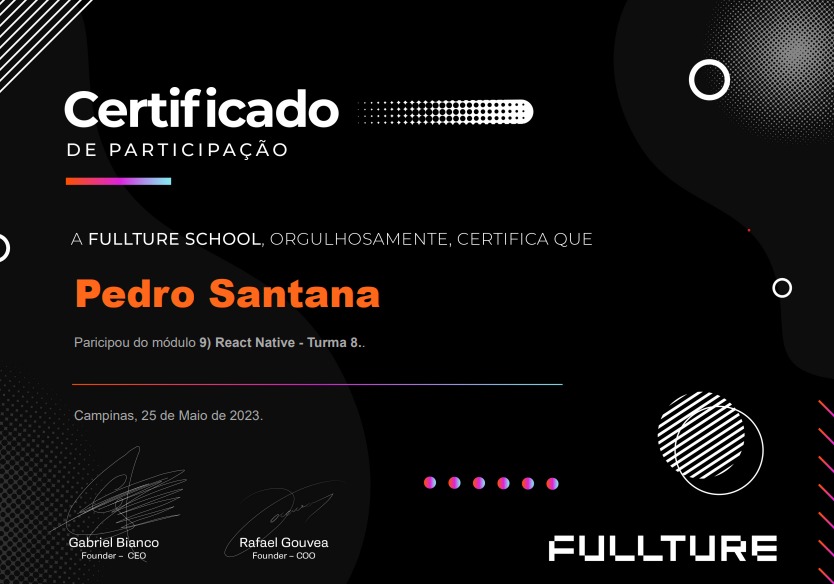 Certificado
DE PARTICIPAÇÃO
A FULLTURE SCHOOL, ORGULHOSAMENTE, CERTIFICA QUE
Pedro Santana
Paricipou do módulo 9) React Native - Turma 8..
Campinas, 25 de Maio de 2023.
Gabriel Bianco
Founder – CEO
Rafael Gouvea
Founder – COO
FULLTURE